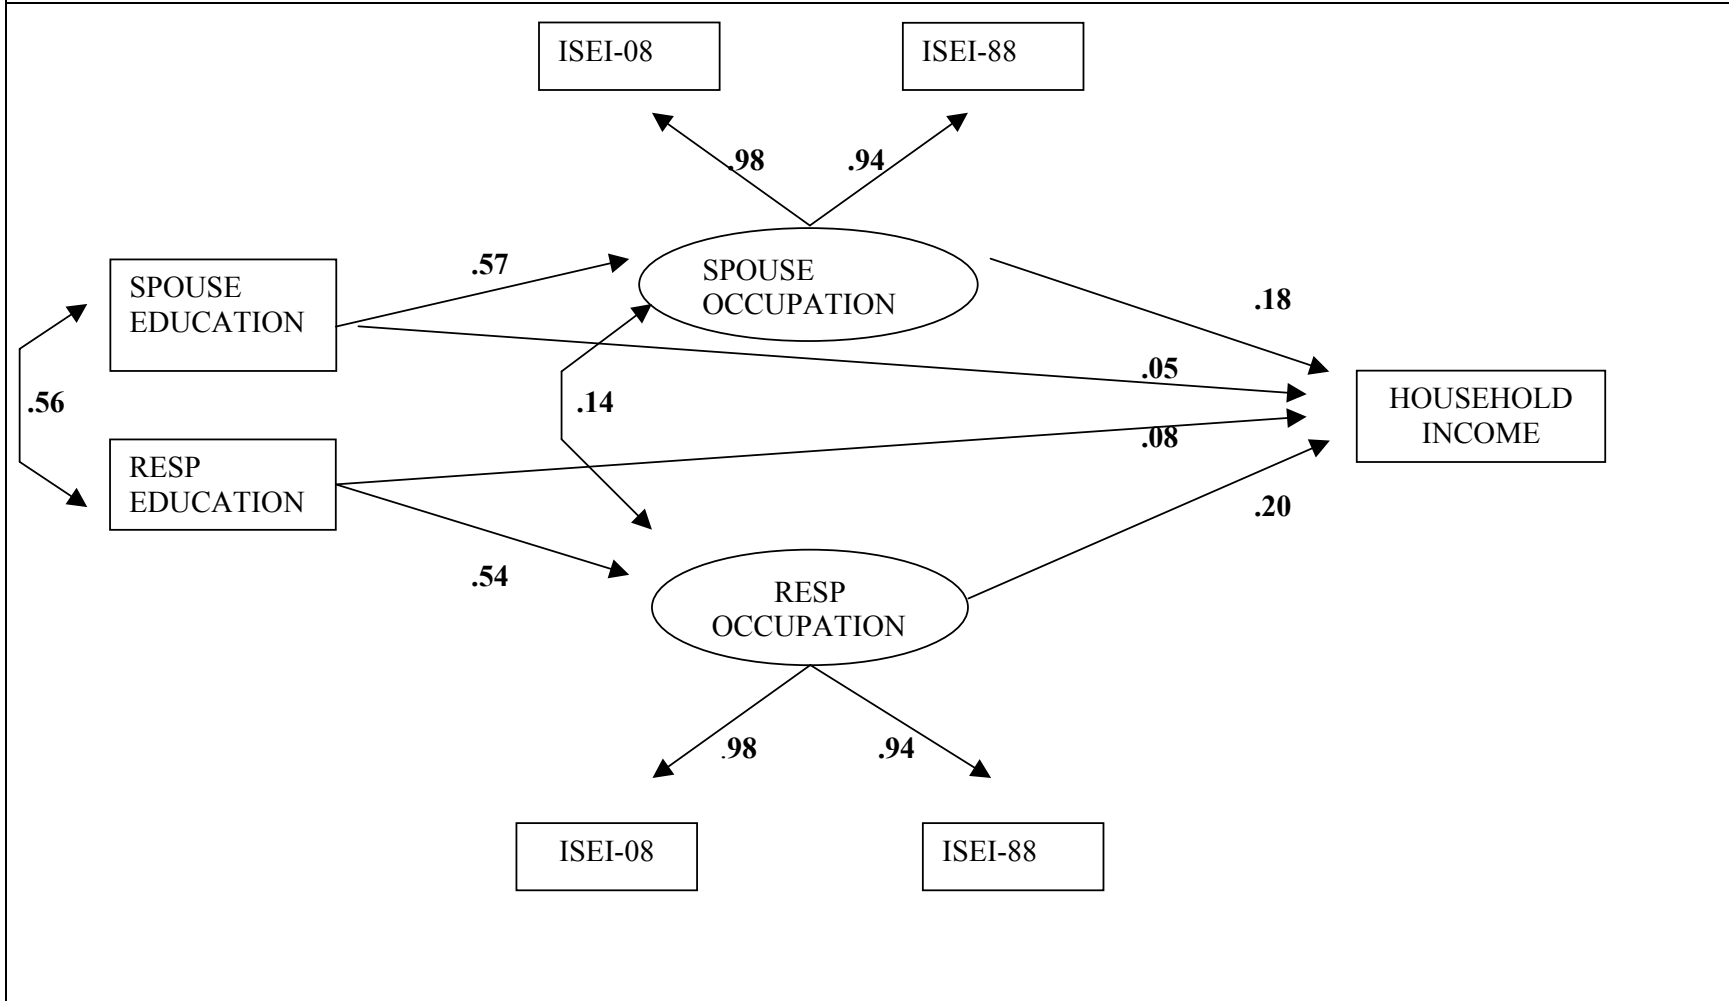 ISEI-08
ISEI-88
.98
.94
.57
SPOUSE
OCCUPATION
SPOUSE
EDUCATION
.18
.05
.56
.14
HOUSEHOLD
INCOME
.08
RESP
EDUCATION
.20
.54
RESP
OCCUPATION
.98
.94
ISEI-08
ISEI-88